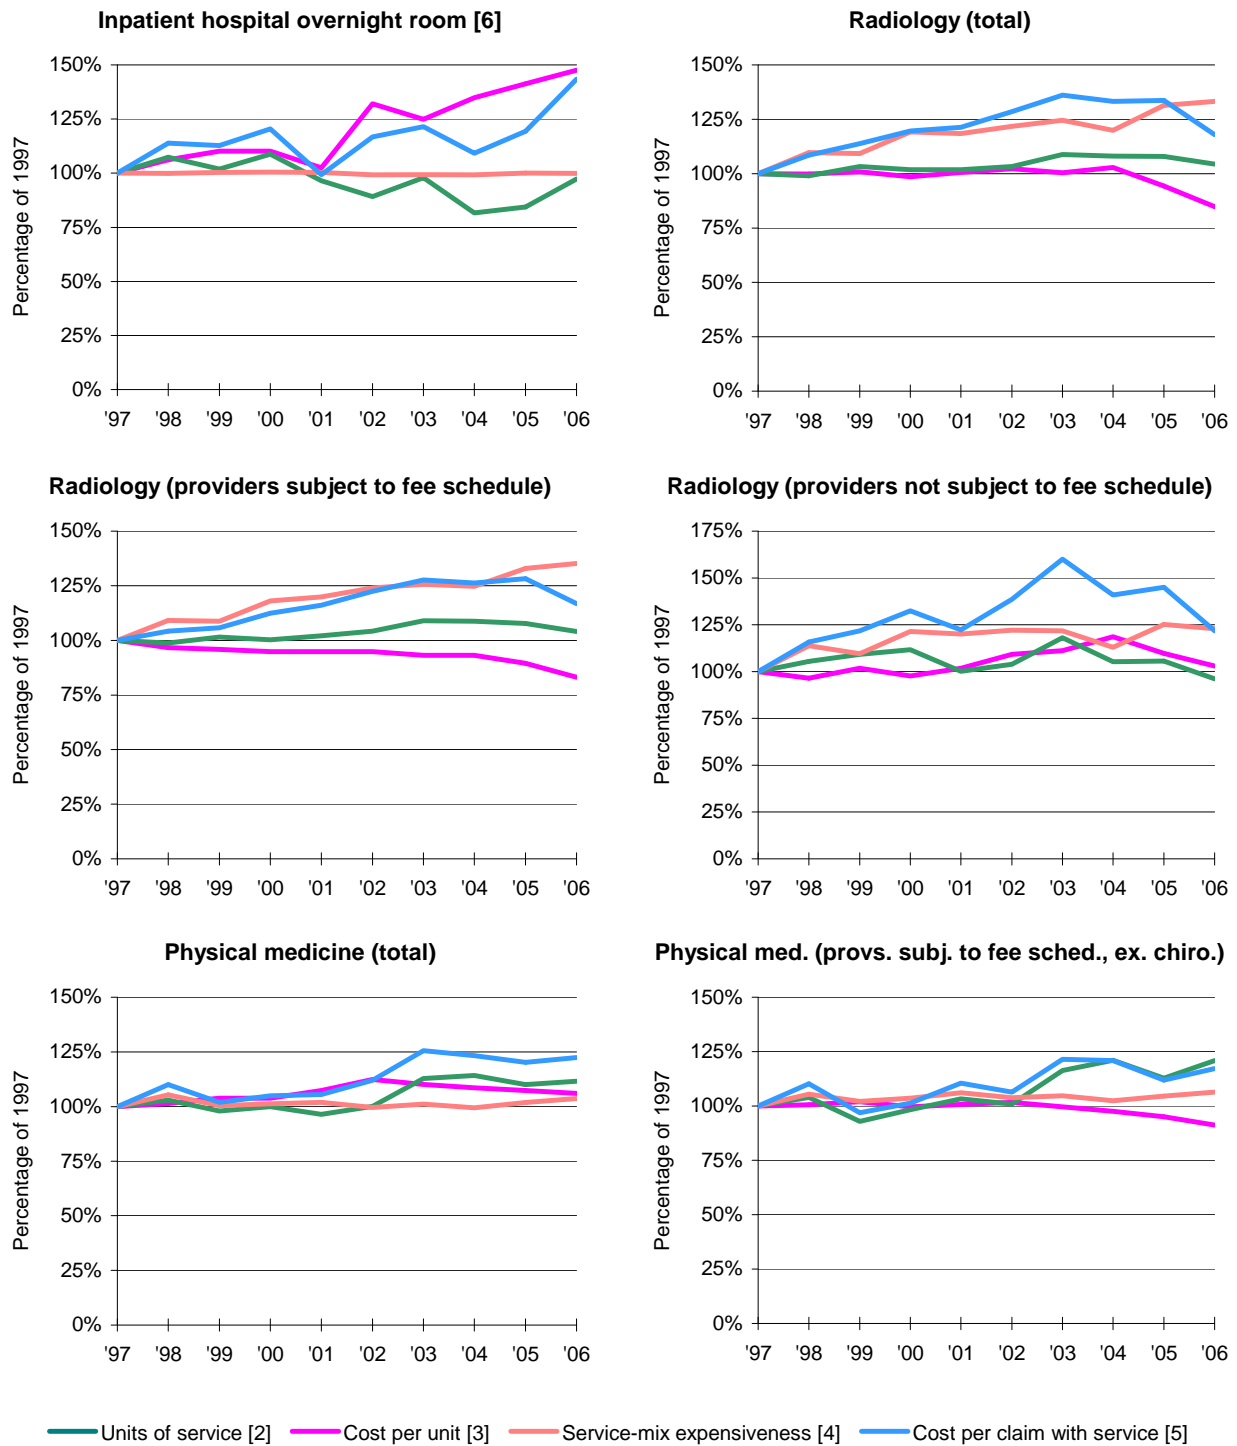 Inpatient hospital overnight room [6]
Percentage of 1997
150%
125%
100%
75%
50%
25%
0%
'97 '98 '99 '00 '01 '02 '03 '04 '05 '06
Radiology (total)
Percentage of 1997
150%
125%
100%
75%
50%
25%
0%
'97 '98 '99 '00 '01 '02 '03 '04 '05 '06
Radiology (providers subject to fee schedule)
Percentage of 1997
150%
125%
100%
75%
50%
25%
0%
'97 '98 '99 '00 '01 '02 '03 '04 '05 '06
Radiology (providers not subject to fee schedule)
Percentage of 1997
175%
150%
125%
100%
75%
50%
25%
0%
'97 '98 '99 '00 '01 '02 '03 '04 '05 '06
Physical medicine (total)
Percentage of 1997
150%
125%
100%
75%
50%
25%
0%
'97 '98 '99 '00 '01 '02 '03 '04 '05 '06
Physical med. (provs. subj. to fee sched., ex. chiro.)
Percentage of 1997
150%
125%
100%
75%
50%
25%
0%
'97 '98 '99 '00 '01 '02 '03 '04 '05 '06
Units of service [2] Cost per unit [3] Service-mix expensiveness [4] Cost per claim with service [5]